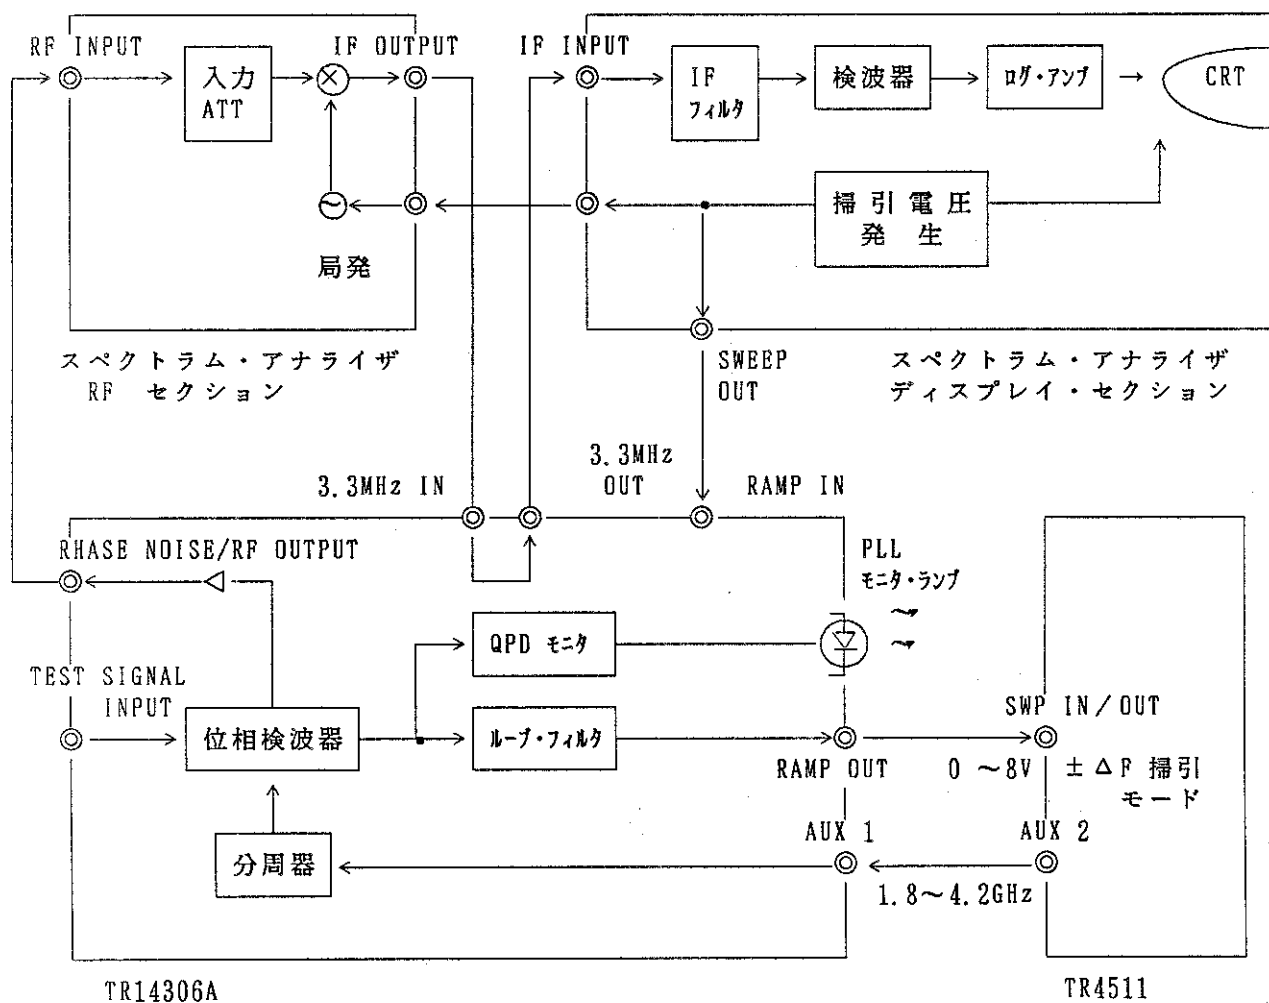 RF INPUT
IF OUTPUT
IF INPUT
入力
ATT
IF
フィルタ
検波器
ログ・アンプ
CRT
局発
掃引電圧
発生
スペクトラム・アナライザ
RF セクション
SWEEP
OUT
スペクトラム・アナライザ
ディスプレイ・セクション
3.3MHz IN
3.3MHz
OUT
RAMP IN
RHASE NOISE/RF OUTPUT
PLL
モニタ・ランプ
QPD モニタ
TEST SIGNAL
INPUT
位相検波器
ループ・フィルタ
RAMP OUT
SWP IN/OUT
0 ~8V
±ΔF 掃引
モード
分周器
AUX 1
AUX 2
1.8~4.2GHz
TR14306A
TR4511